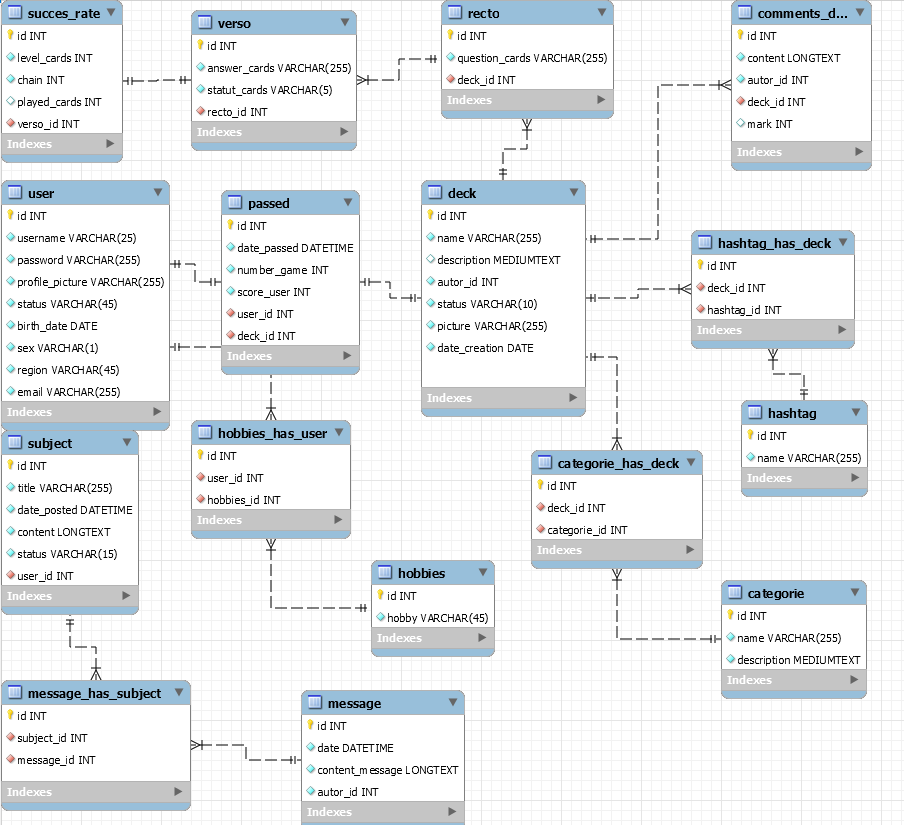 succes_rate
id INT
level_cards INT
chain INT
played_cards INT
verso_id INT
Indexes
verso
id INT
answer_cards VARCHAR(255)
statut_cards VARCHAR(5)
recto_id INT
Indexes
recto
id INT
question_cards VARCHAR(255)
deck_id INT
Indexes
comments_d...
id INT
content LONGTEXT
autor_id INT
deck_id INT
mark INT
Indexes
user
id INT
username VARCHAR(25)
password VARCHAR(255)
profile_picture VARCHAR(255)
status VARCHAR(45)
birth_date DATE
sex VARCHAR(1)
region VARCHAR(45)
email VARCHAR(255)
Indexes
passed
id INT
date_passed DATETIME
number_game INT
score_user INT
user_id INT
deck_id INT
Indexes
deck
id INT
name VARCHAR(255)
description MEDIUMTEXT
autor_id INT
status VARCHAR(10)
picture VARCHAR(255)
date_creation DATE
Indexes
hashtag_has_deck
id INT
deck_id INT
hashtag_id INT
Indexes
hashtag
id INT
name VARCHAR(255)
Indexes
subject
id INT
title VARCHAR(255)
date_posted DATETIME
content LONGTEXT
status VARCHAR(15)
user_id INT
Indexes
hobbies_has_user
id INT
user_id INT
hobbies_id INT
Indexes
categorie_has_deck
id INT
deck_id INT
categorie_id INT
Indexes
hobbies
id INT
hobby VARCHAR(45)
Indexes
categorie
id INT
name VARCHAR(255)
description MEDIUMTEXT
Indexes
message_has_subject
id INT
subject_id INT
message_id INT
Indexes
message
id INT
date DATETIME
content_message LONGTEXT
autor_id INT
Indexes